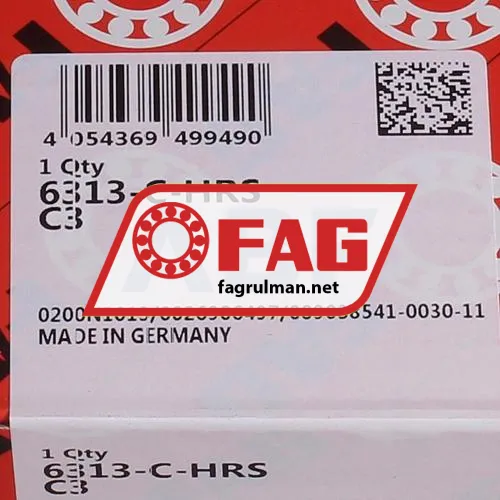 4 054369 499490
1 Qty
6313-C-HRS
C3
FAG
fagrulman.net
MADE IN GERMANY
1 Qty
6313-C-HRS
C3